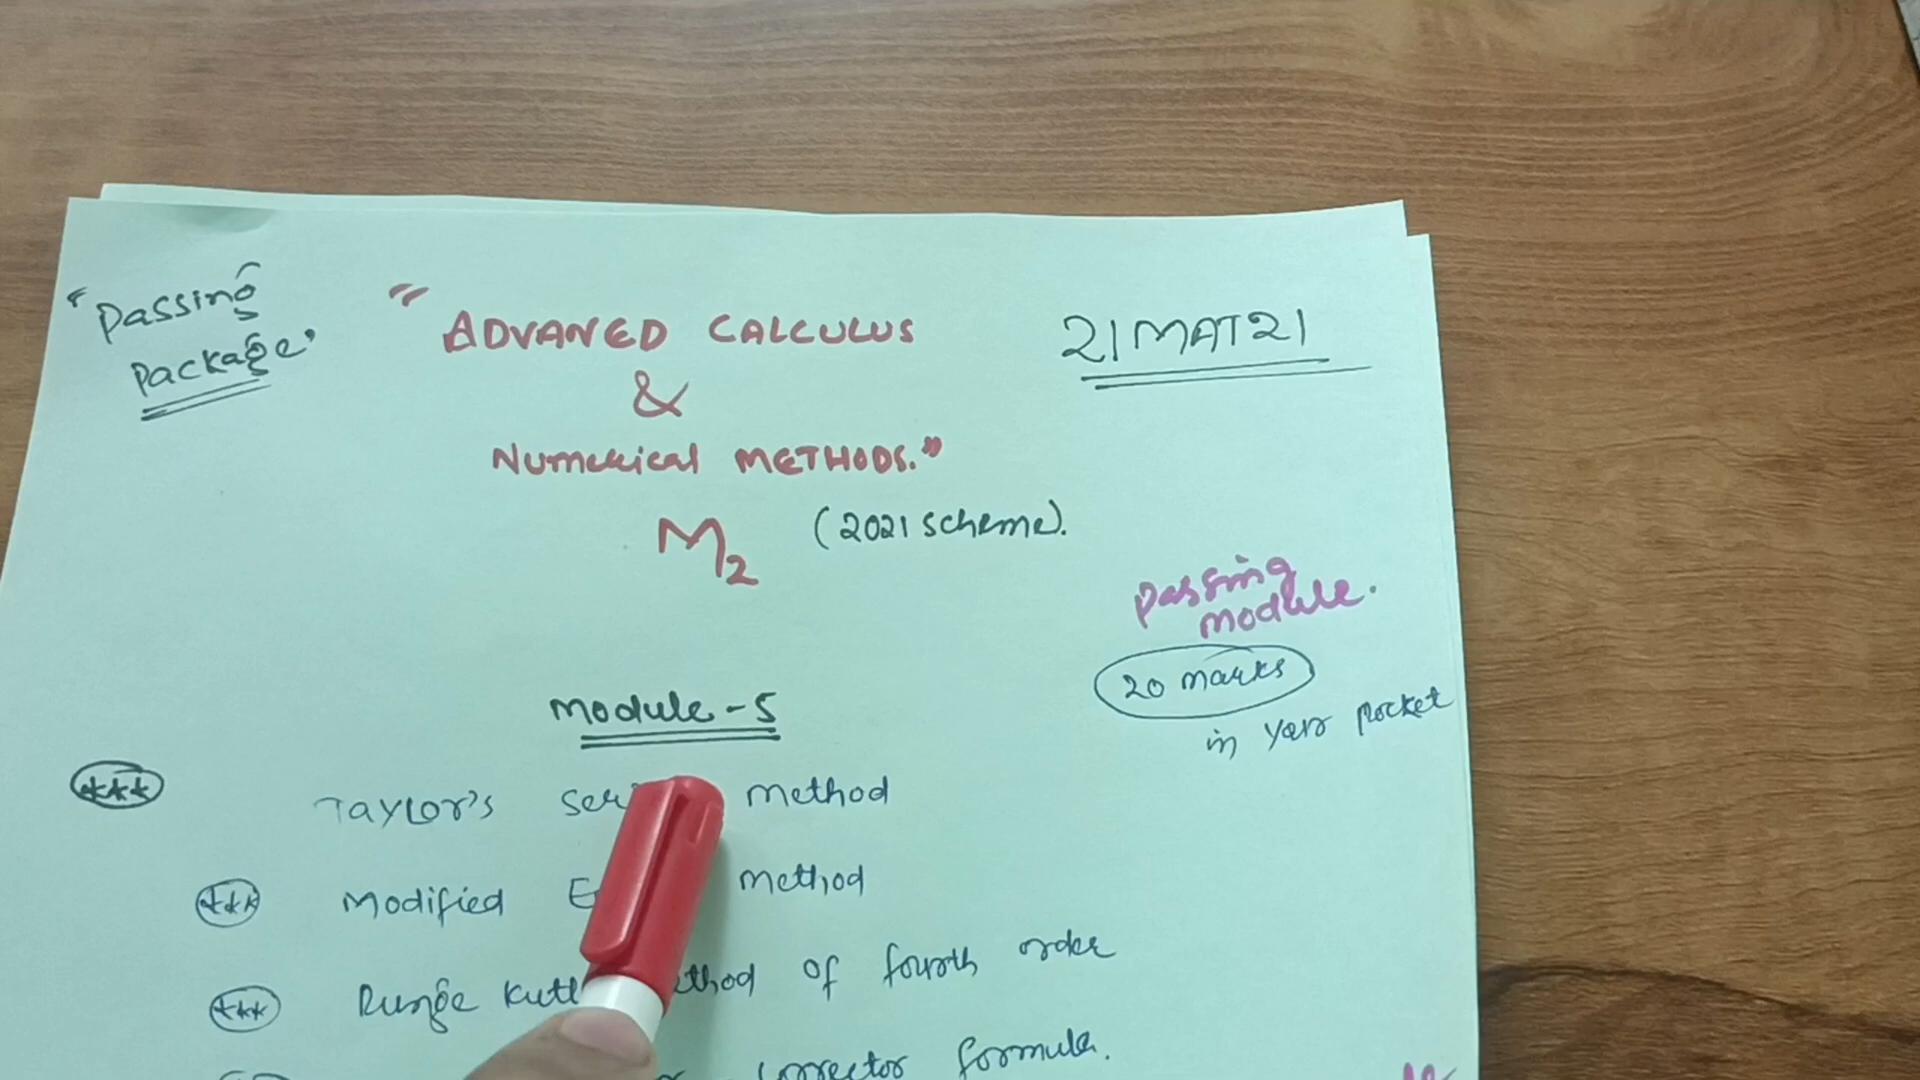 "Passing
Package"
"ADVANED CALCULUS
&
Numerical METHODS."
M2 (2021 scheme).
21MAT21
Passing
module.
20 marks
in your pocket
Module-5
*** Taylor's method
*** Modified method
*** Runge of fourth order
corrector formula.